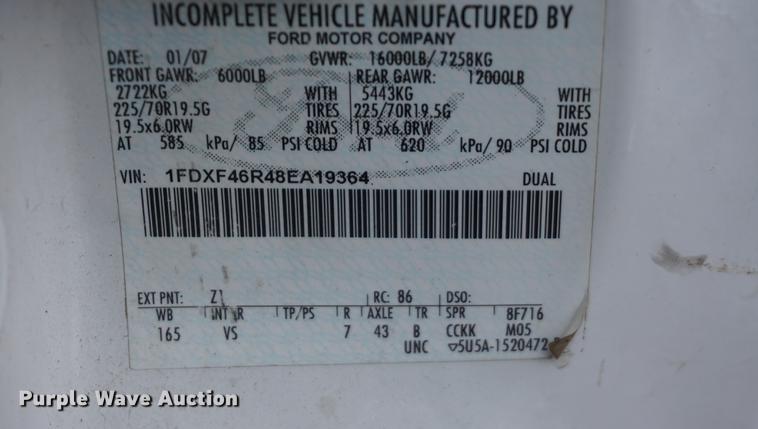 INCOMPLETE VEHICLE MANUFACTURED BY
FORD MOTOR COMPANY
DATE: 01/07 GVWR: 16000LB/ 7258KG
FRONT GAWR: 6000LB REAR GAWR: 12000LB
2722KG WITH 5443KG WITH
225/70R19.5G TIRES 225/70R19.5G TIRES
19.5x6.0RW RIMS 19.5x6.0RW RIMS
AT 585 kPa/ 85 PSI COLD AT 620 kPa/ 90 PSI COLD
VIN: 1FDXF46R48EA19364 DUAL
EXT PNT: Z1 RC: 86 DSO:
WB INT TR TP/PS R AXLE TR SPR 8F716
165 VS 7 43 B CCKK M05
UNC ▽5U5A-1520472-
Purple Wave Auction